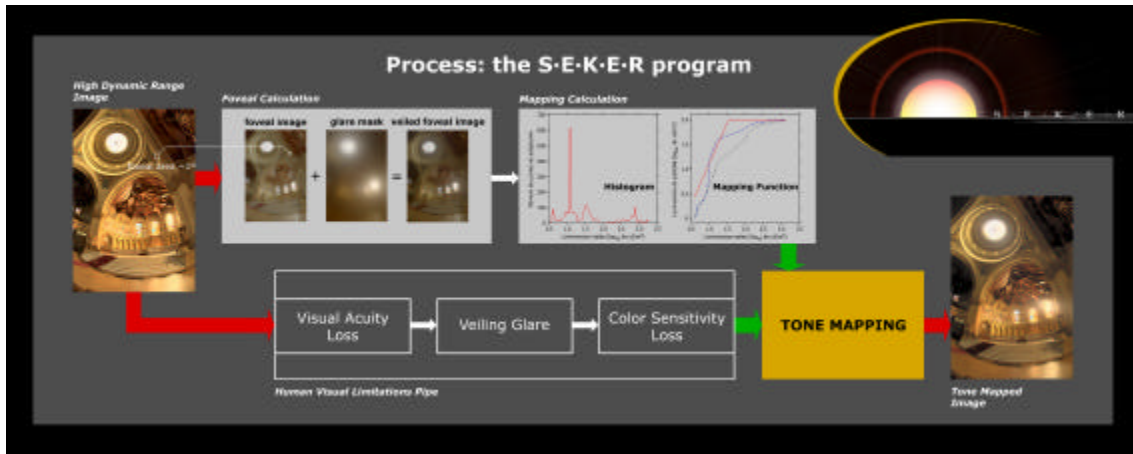 Process: the S·E·K·E·R program
S E K E R
High Dynamic Range
Image
Foveal Calculation
foveal image
glare mask
veiled foveal image
+
=
Mapping Calculation
Histogram
Mapping Function
Visual Acuity
Loss
Veiling Glare
Color Sensitivity
Loss
Human Visual Limitations Pipe
TONE MAPPING
Tone Mapped
Image